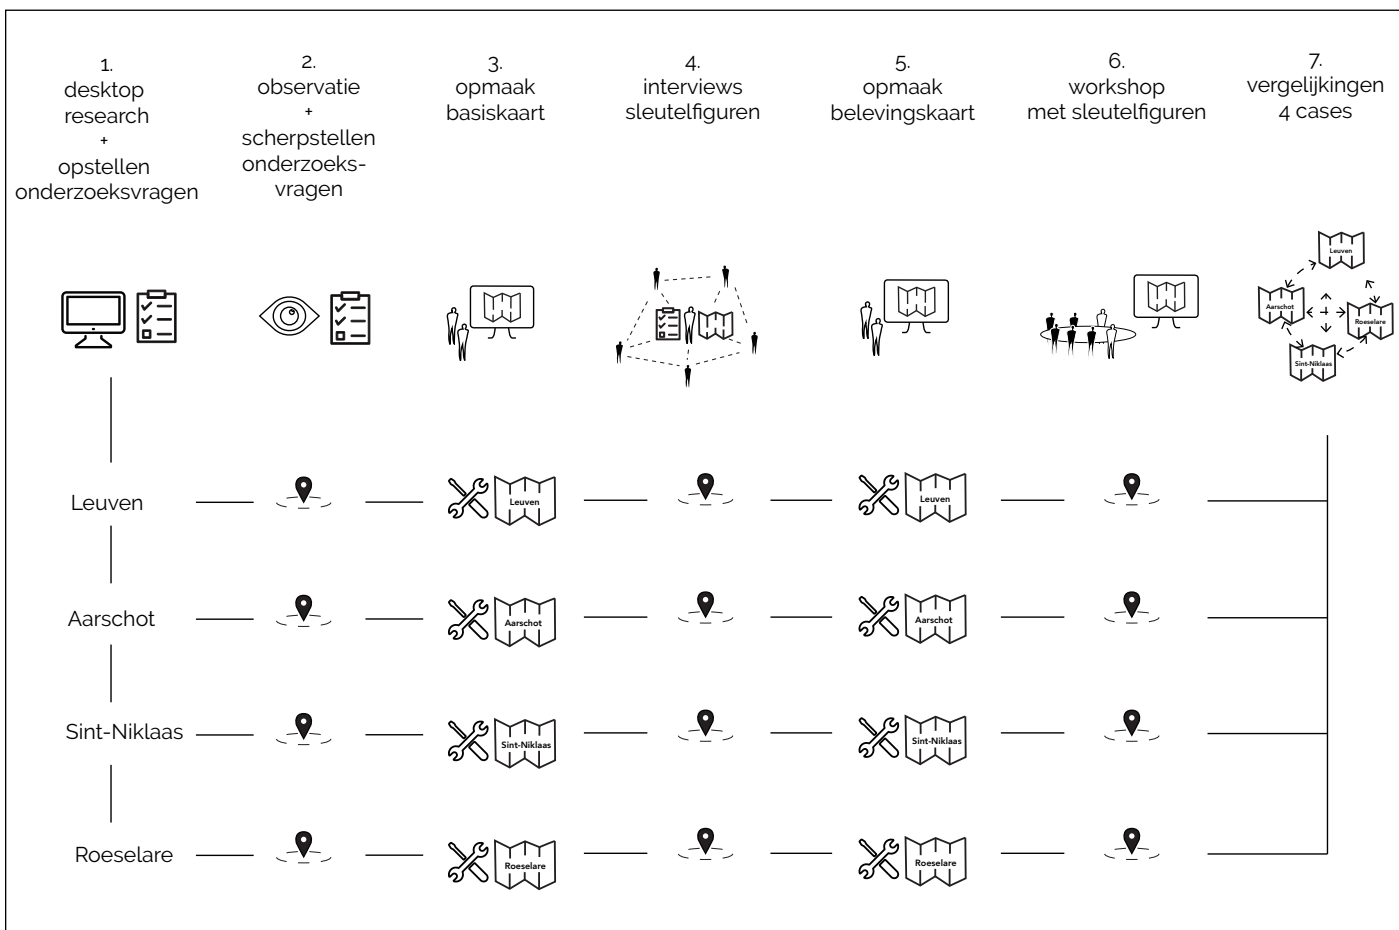 1.
desktop
research
+
opstellen
onderzoeksvragen
2.
observatie
+
scherpstellen
onderzoeks-
vragen
3.
opmaak
basiskaart
4.
interviews
sleutelfiguren
5.
opmaak
belevingskaart
6.
workshop
met sleutelfiguren
7.
vergelijkingen
4 cases
Leuven
Aarschot
Roeselare
Sint-Niklaas
Leuven
Leuven
Leuven
Aarschot
Aarschot
Aarschot
Sint-Niklaas
Sint-Niklaas
Sint-Niklaas
Roeselare
Roeselare
Roeselare